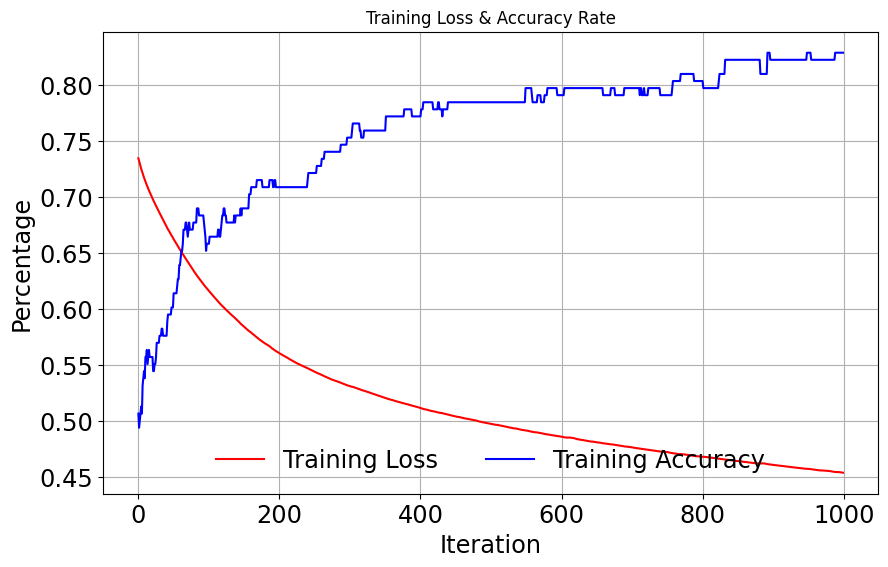 Training Loss & Accuracy Rate
0.80
0.75
0.70
0.65
0.60
0.55
0.50
0.45
Percentage
Training Loss Training Accuracy
0 200 400 600 800 1000
Iteration